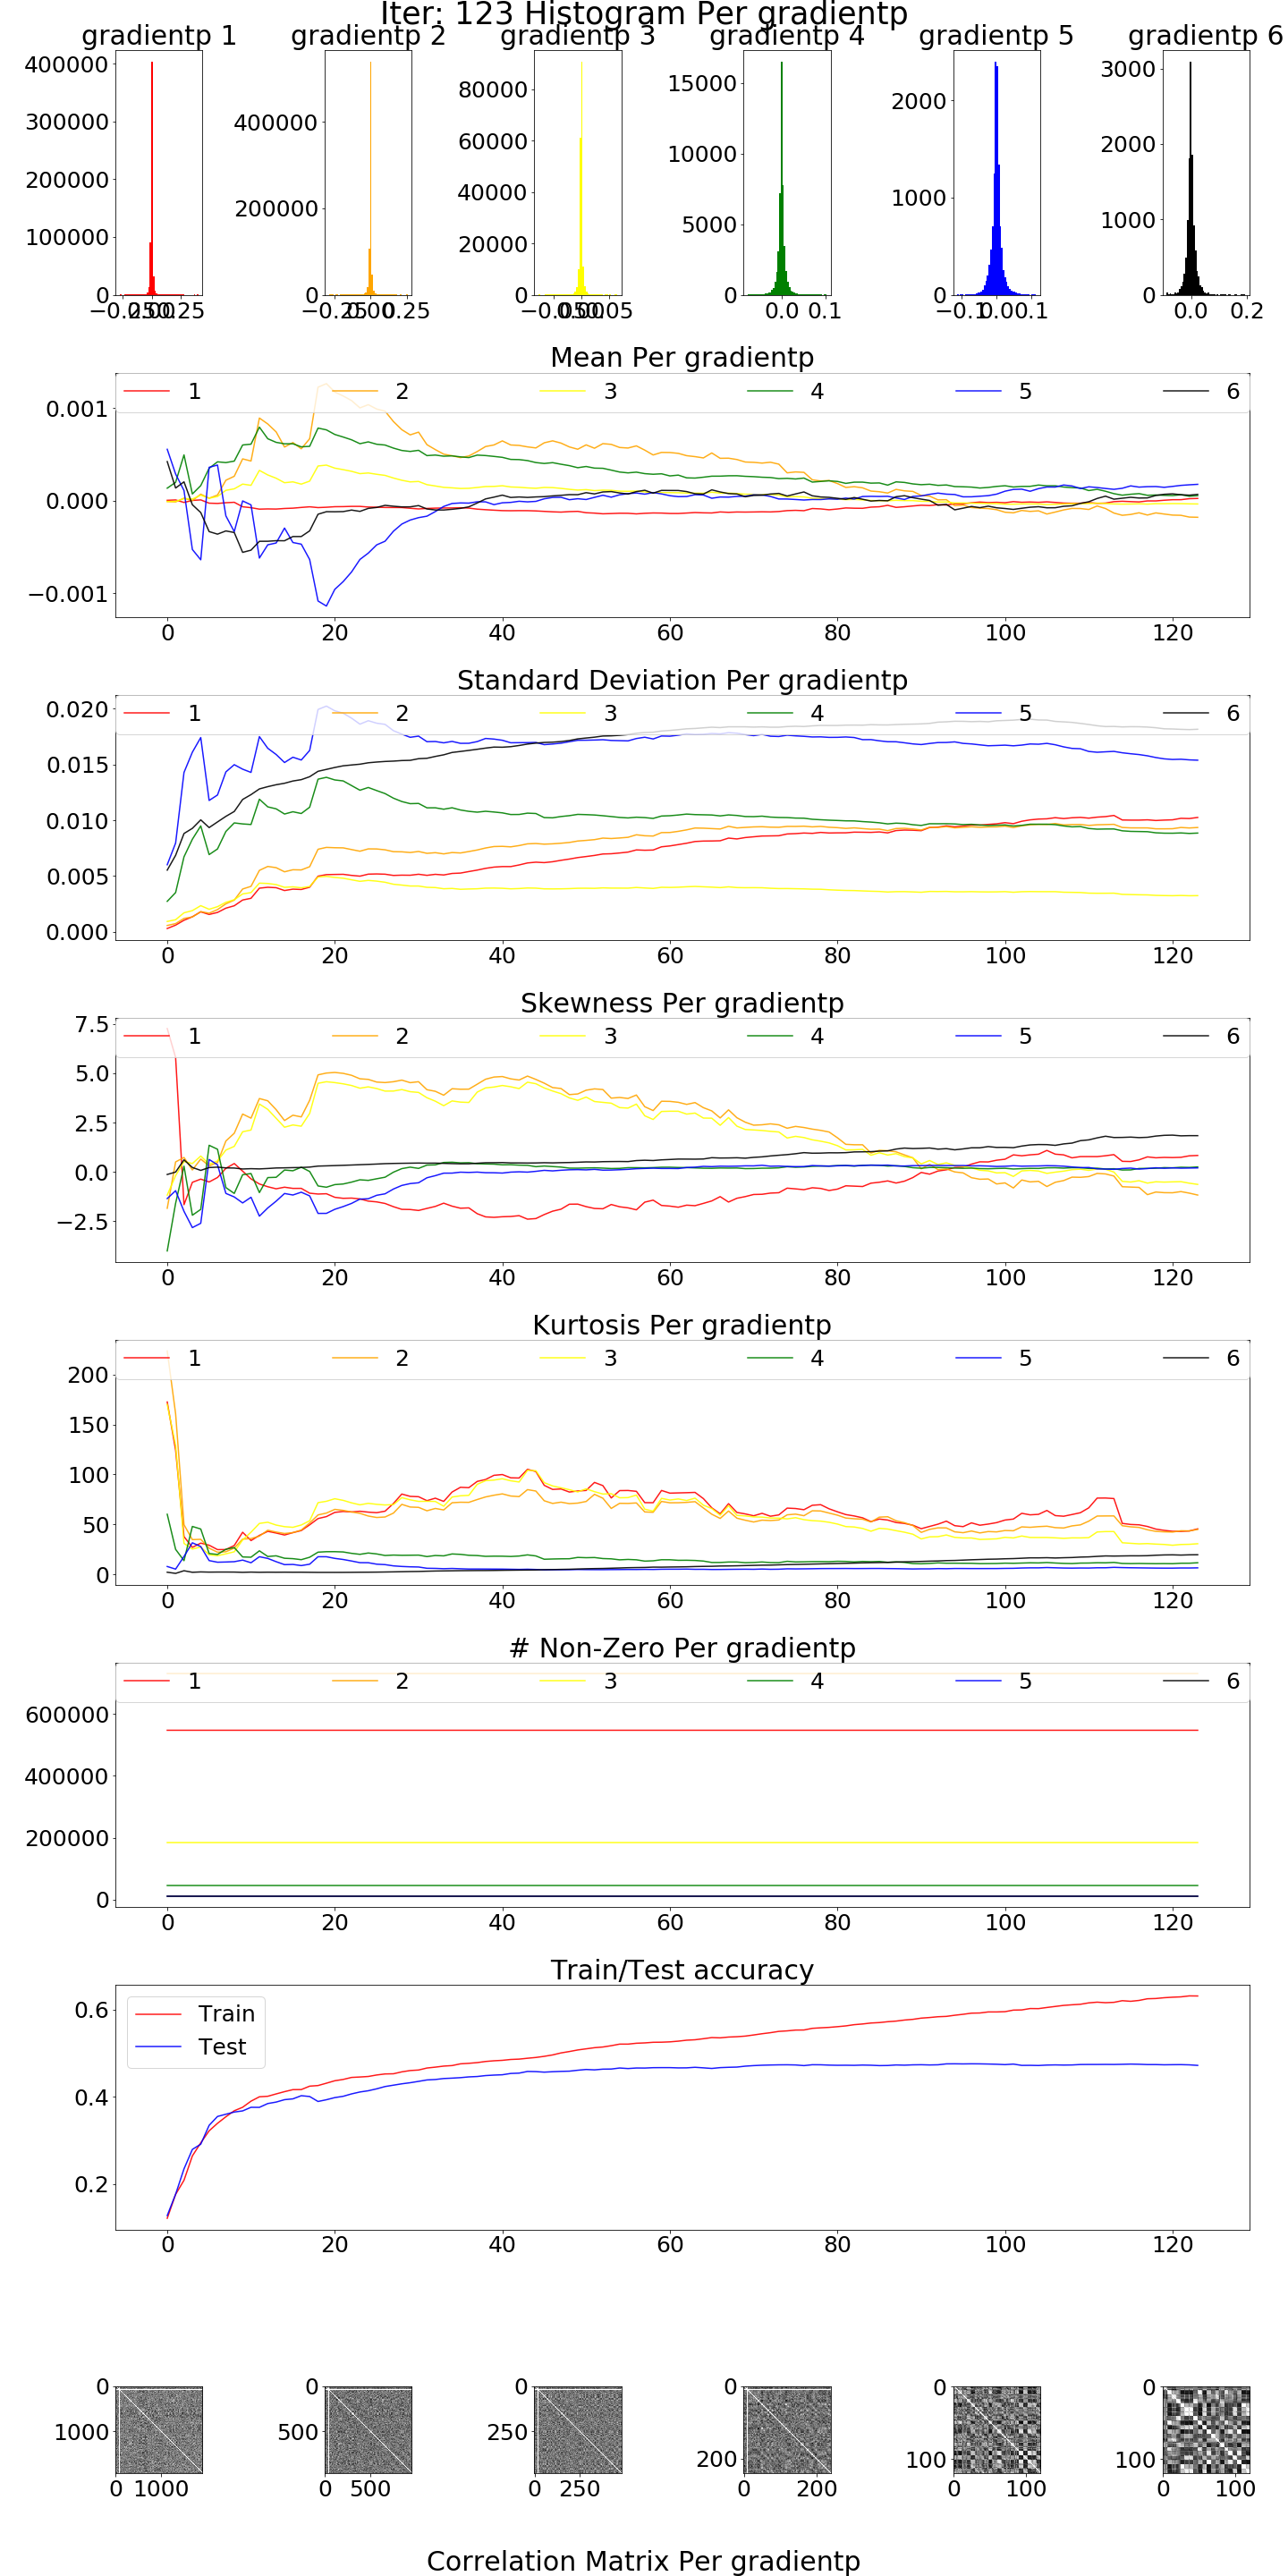 Iter: 123 Histogram Per gradientp
gradientp 1 gradientp 2 gradientp 3 gradientp 4 gradientp 5 gradientp 6
400000
300000
200000
100000
0
400000
200000
0
80000
60000
40000
20000
0
15000
10000
5000
0
2000
1000
0
3000
2000
1000
0
−0.25 0.00 0.25
−0.25 0.00 0.25
−0.05 0.00 0.05
0.0 0.1
−0.1 0.0 0.1
0.0 0.2
Mean Per gradientp
1 2 3 4 5 6
0.001
0.000
−0.001
0 20 40 60 80 100 120
Standard Deviation Per gradientp
1 2 3 4 5 6
0.020
0.015
0.010
0.005
0.000
0 20 40 60 80 100 120
Skewness Per gradientp
1 2 3 4 5 6
7.5
5.0
2.5
0.0
−2.5
0 20 40 60 80 100 120
Kurtosis Per gradientp
1 2 3 4 5 6
200
150
100
50
0
0 20 40 60 80 100 120
# Non-Zero Per gradientp
1 2 3 4 5 6
600000
400000
200000
0
0 20 40 60 80 100 120
Train/Test accuracy
Train
Test
0.6
0.4
0.2
0 20 40 60 80 100 120
0
1000
0 1000
0
500
0 500
0
250
0 250
0
200
0 200
0
100
0 100
0
100
0 100
Correlation Matrix Per gradientp